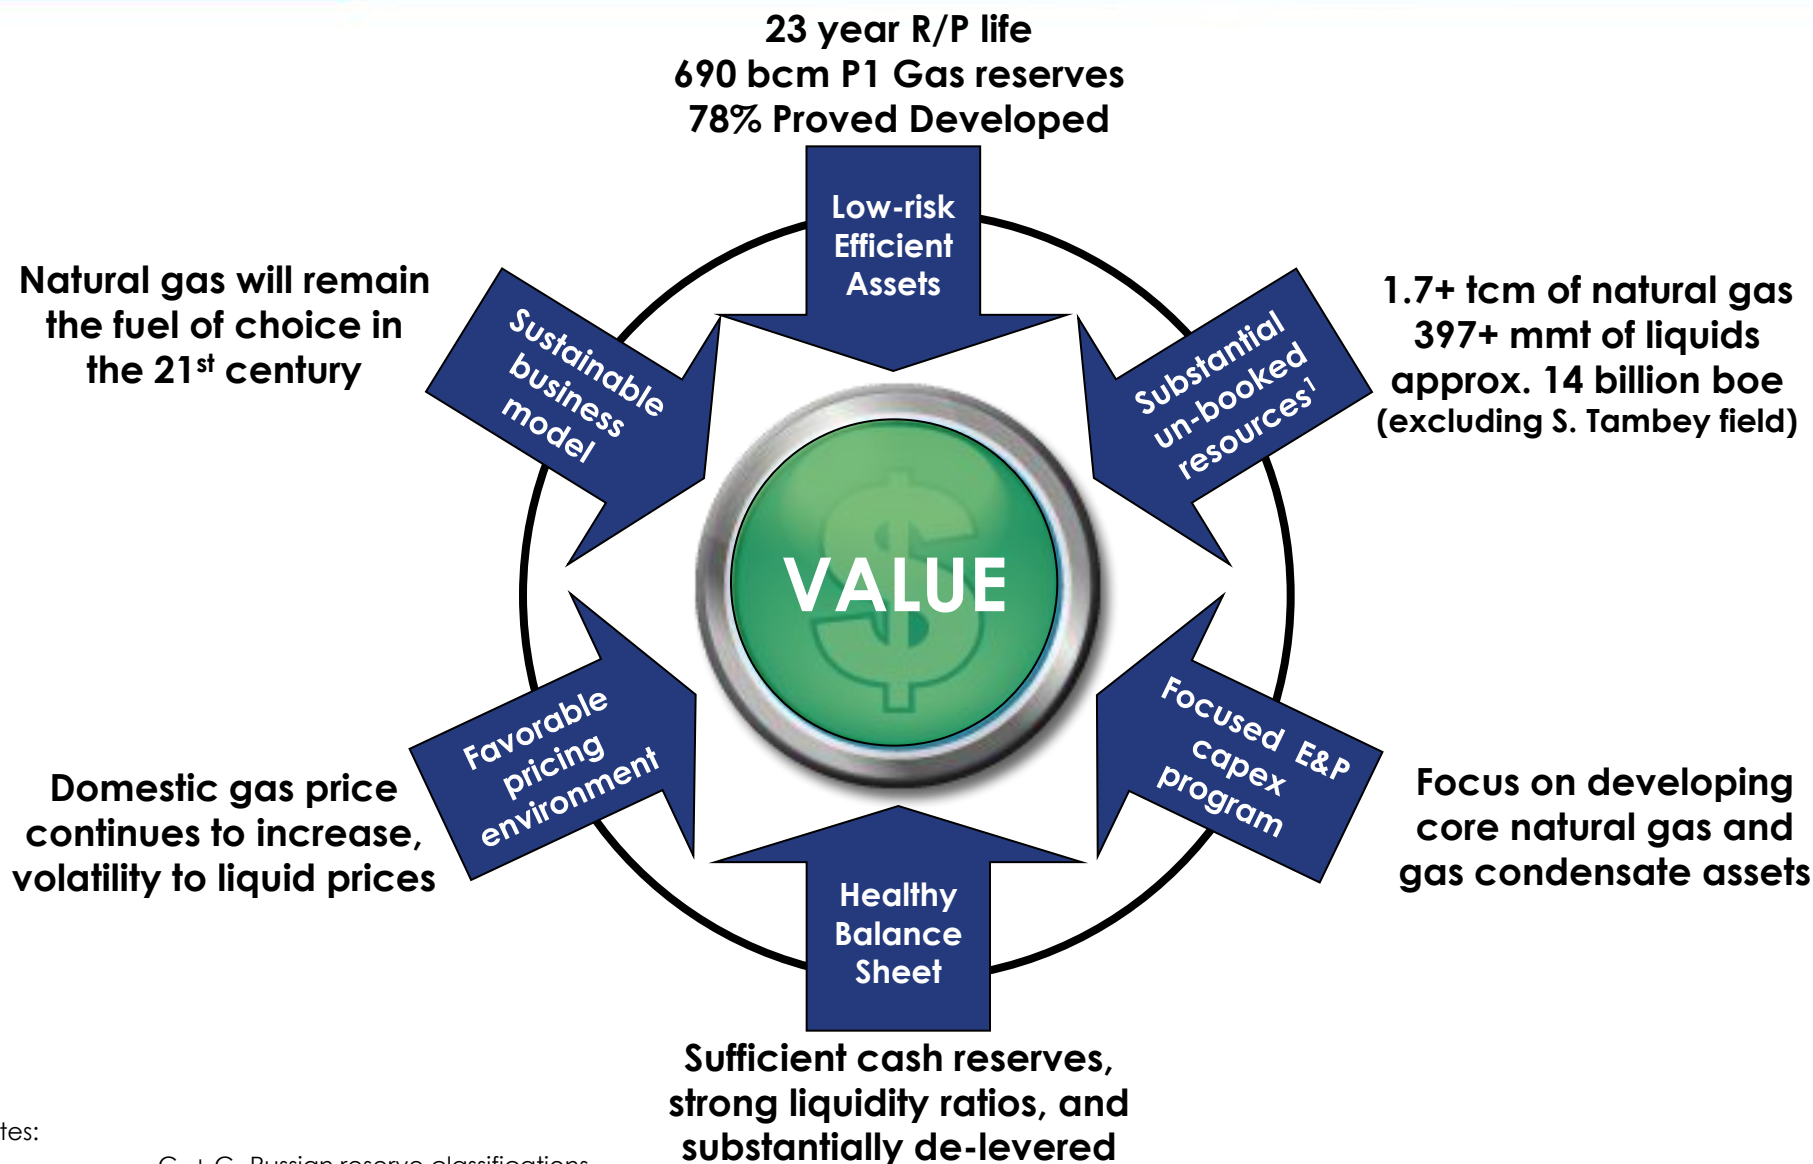 23 year R/P life
690 bcm P1 Gas reserves
78% Proved Developed
Low-risk
Efficient
Assets
Natural gas will remain
the fuel of choice in
the 21st century
Sustainable
business
model
Substantial
un-booked
resources1
1.7+ tcm of natural gas
397+ mmt of liquids
approx. 14 billion boe
(excluding S. Tambey field)
VALUE
Favorable
pricing
environment
Domestic gas price
continues to increase,
volatility to liquid prices
Focused E&P
capex
program
Focus on developing
core natural gas and
gas condensate assets
Healthy
Balance
Sheet
Sufficient cash reserves,
strong liquidity ratios, and
substantially de-levered
tes:
Russian reserve classifications